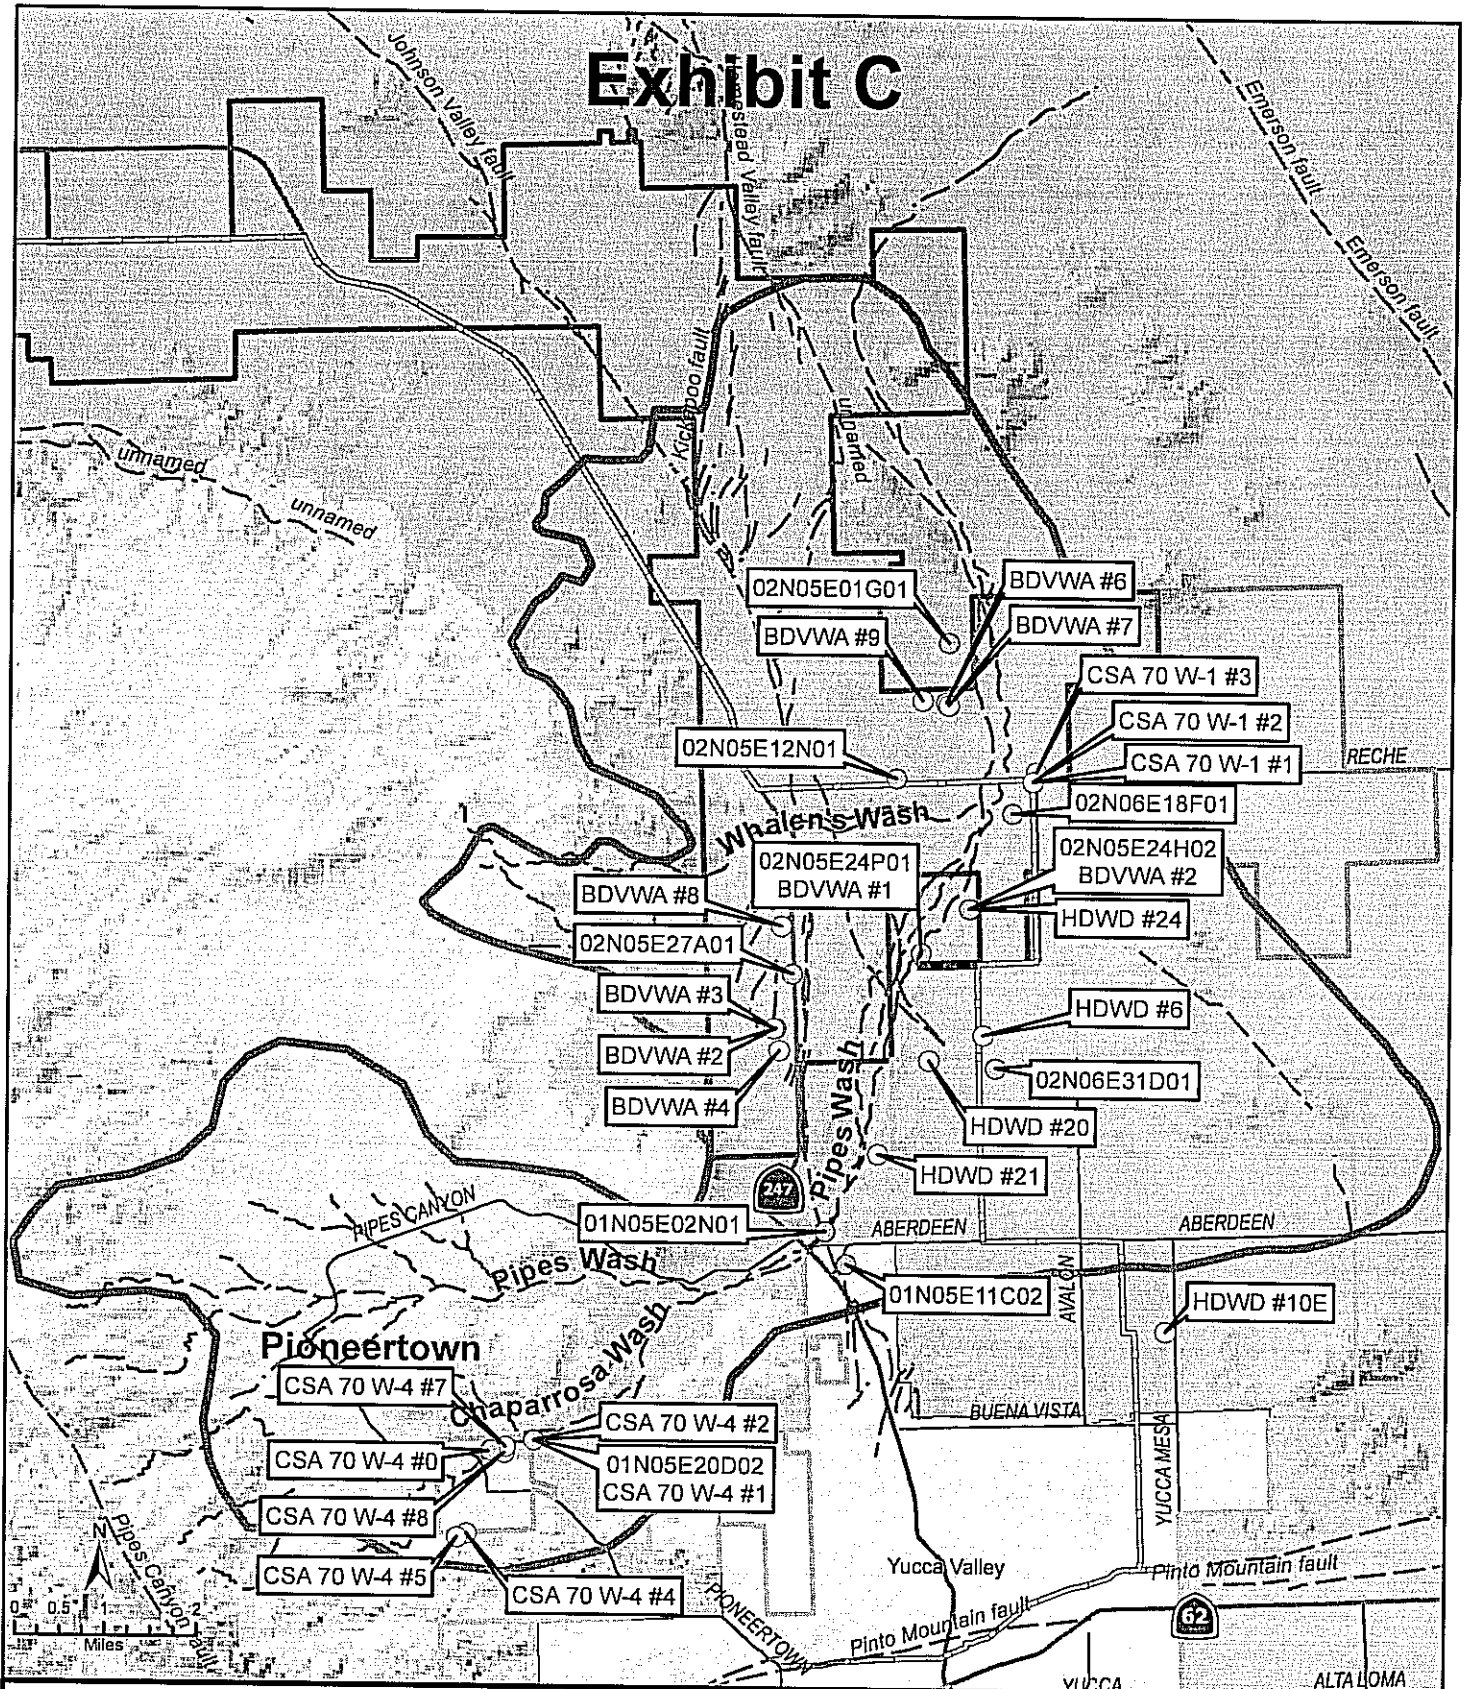 Exhibit C
Johnson Valley fault
Homestead Valley fault
Emerson fault
Emerson fault
Kickapoo fault
unnamed
unnamed
unnamed
02N05E01G01
BDVWA #6
BDVWA #9
BDVWA #7
CSA 70 W-1 #3
CSA 70 W-1 #2
02N05E12N01
CSA 70 W-1 #1
RECHE
02N06E18F01
Whalen's Wash
02N05E24P01
BDVWA #1
02N05E24H02
BDVWA #2
BDVWA #8
HDWD #24
02N05E27A01
BDVWA #3
HDWD #6
BDVWA #2
02N06E31D01
BDVWA #4
HDWD #20
Pipes Wash
HDWD #21
247
PIPES CANYON
01N05E02N01
ABERDEEN
ABERDEEN
Pipes Wash
01N05E11C02
AVALON
HDWD #10E
Pioneertown
CSA 70 W-4 #7
Chaparrosa Wash
CSA 70 W-4 #2
BUENA VISTA
CSA 70 W-4 #0
01N05E20D02
CSA 70 W-4 #1
YUCCA MESA
CSA 70 W-4 #8
Pipes Canyon fault
N
CSA 70 W-4 #5
CSA 70 W-4 #4
Yucca Valley
Pinto Mountain fault
0 0.5 1 2
Miles
PIONEERTOWN
Pinto Mountain fault
62
YUCCA
ALTA LOMA